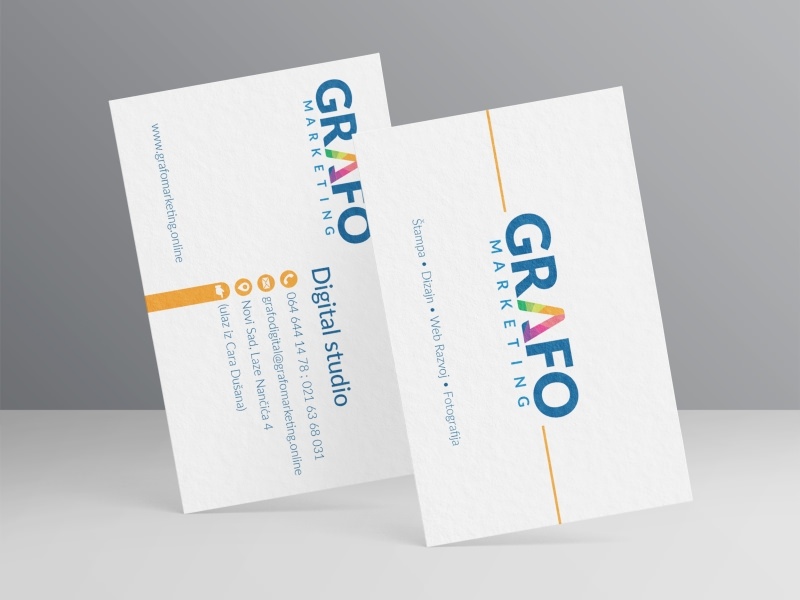 GRAFO
MARKETING
Digital studio
064 644 14 78 ; 021 63 68 031
grafodigital@grafomarketing.online
Novi Sad, Laze Nančića 4
(ulaz iz Cara Dušana)
www.grafomarketing.online
GRAFO
MARKETING
Štampa • Dizajn • Web Razvoj • Fotografija